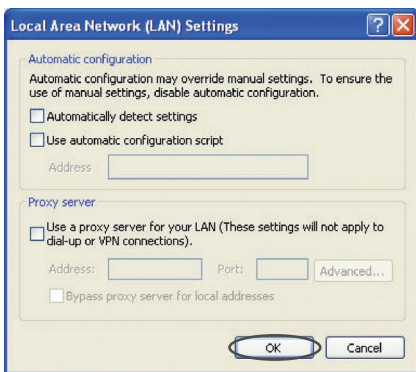 Local Area Network (LAN) Settings
Automatic configuration
Automatic configuration may override manual settings. To ensure the
use of manual settings, disable automatic configuration.
Automatically detect settings
Use automatic configuration script
Address
Proxy server
Use a proxy server for your LAN (These settings will not apply to
dial-up or VPN connections).
Address: Port: Advanced...
Bypass proxy server for local addresses
OK Cancel